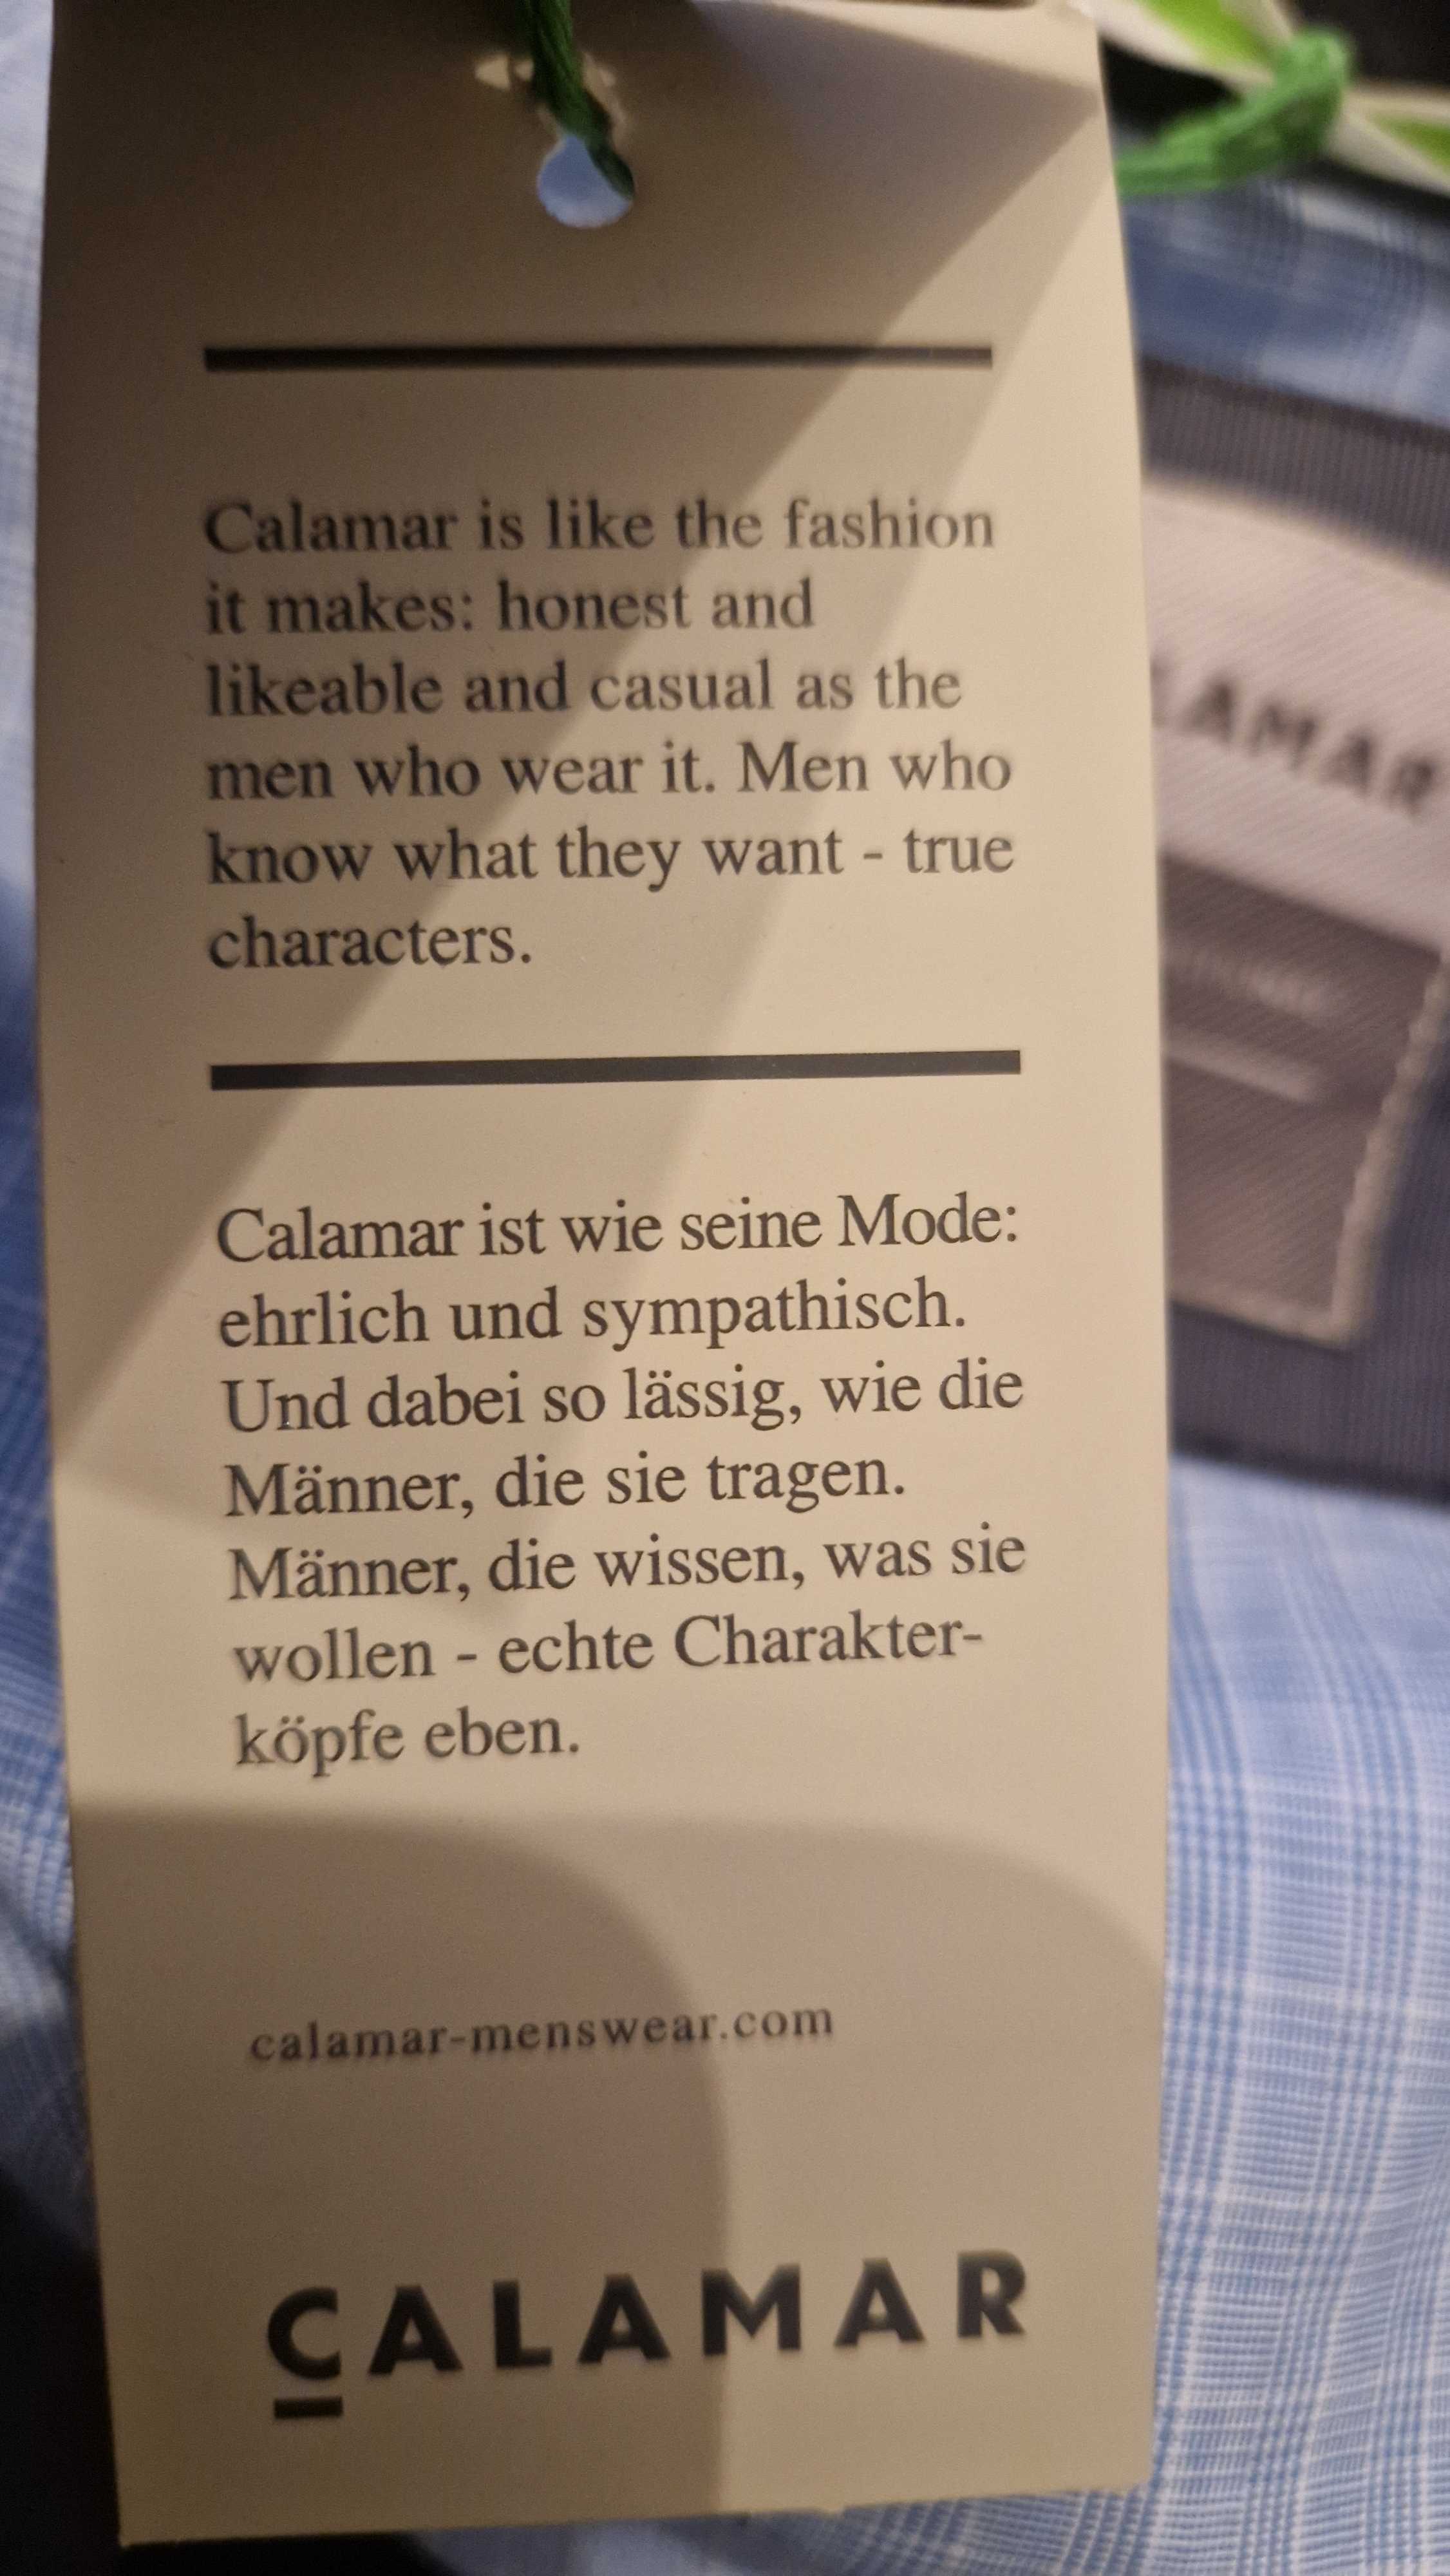 Calamar is like the fashion
it makes: honest and
likeable and casual as the
men who wear it. Men who
know what they want - true
characters.
Calamar ist wie seine Mode:
ehrlich und sympathisch.
Und dabei so lässig, wie die
Männer, die sie tragen.
Männer, die wissen, was sie
wollen - echte Charakter-
köpfe eben.
calamar-menswear.com
CALAMAR
LAMAR